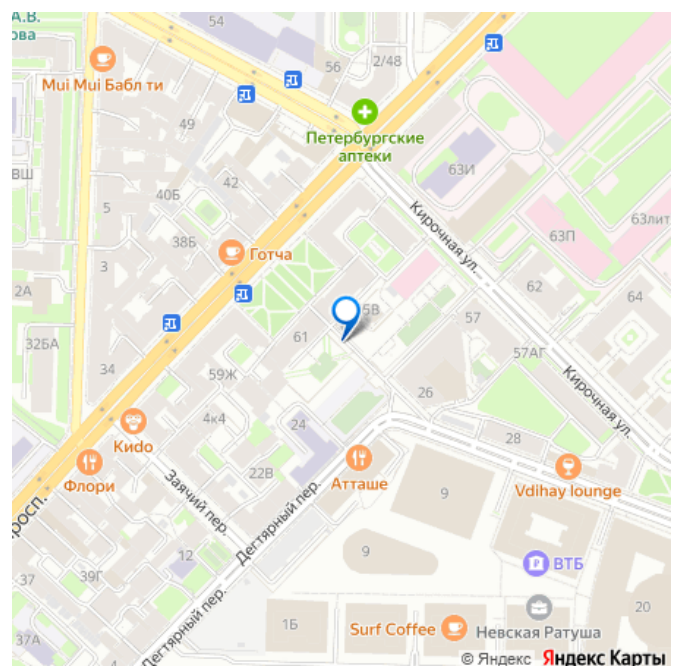 А.В.
ова
54
Mui Mui Бабл ти
56
2/48
49
Петербургские
аптеки
ВШ
42
63И
40Б
5
Кирочная ул.
63лит
38Б
63П
Готча
3
2А
62
64
5В
57
32БА
61
57АГ
34
59Ж
Кирочная ул.
26
4к4
24
Кидо
28
Флори
22В
Атташе
Vdihay lounge
Заячий пер.
9
росп.
Дегтярный пер.
12
9
ВТБ
37
39Г
20
1Б
Surf Coffee
Невская Ратуша
37А
Дегтярный пер.
© Яндекс Яндекс Карты